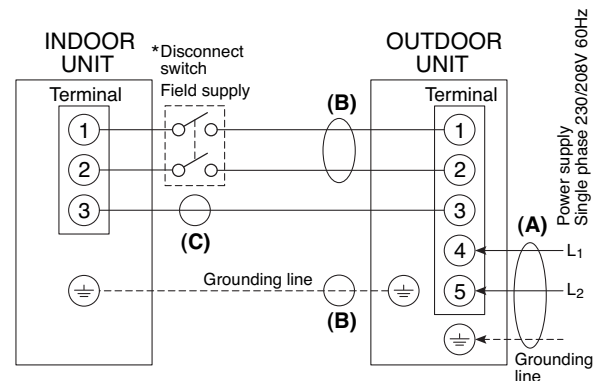 INDOOR
UNIT
*Disconnect
switch
Field supply
OUTDOOR
UNIT
Power supply
Single phase 230/208V 60Hz
Terminal
Terminal
(B)
1
1
2
2
3
3
(C)
(A)
4
L1
Grounding line
5
L2
(B)
Grounding
line